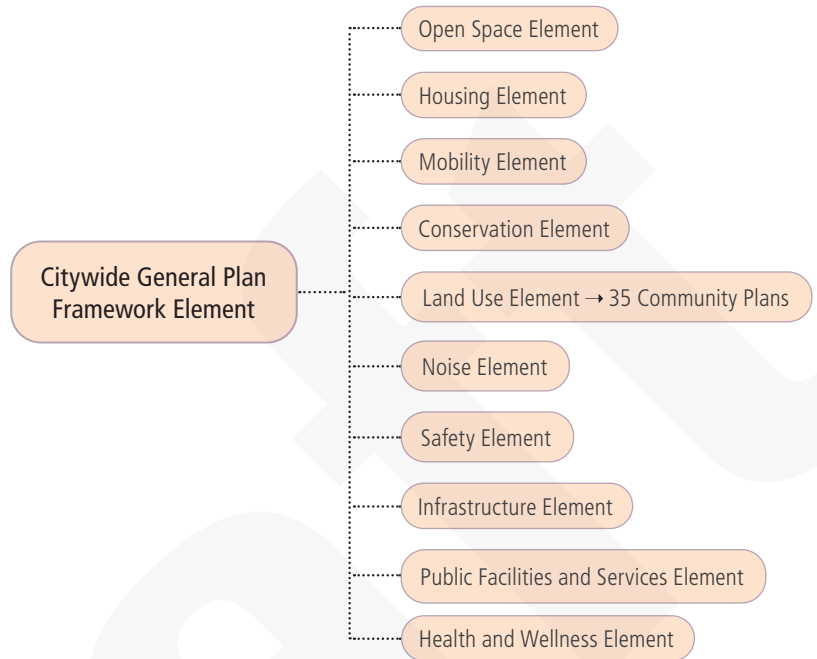 Open Space Element
Housing Element
Mobility Element
Conservation Element
Citywide General Plan
Framework Element
Land Use Element → 35 Community Plans
Noise Element
Safety Element
Infrastructure Element
Public Facilities and Services Element
Health and Wellness Element